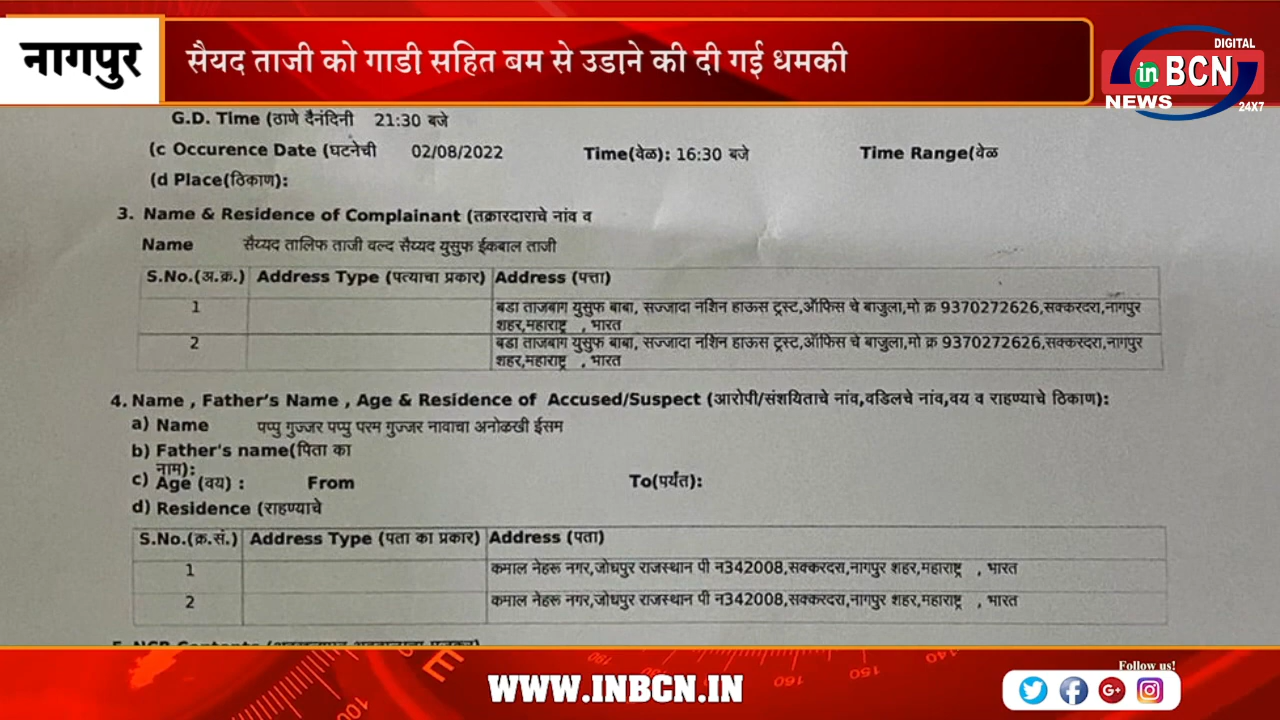 नागपुर
सैयद ताजी को गाडी सहित बम से उडाने की दी गई धमकी
DIGITAL
in BCN
NEWS 24X7
G.D. Time (ठाणे दैनंदिनी 21:30 बजे
(c Occurence Date (घटनेची 02/08/2022 Time(वेळ): 16:30 बजे Time Range(वेळ
(d Place(ठिकाण):
3. Name & Residence of Complainant (तक्रारदाराचे नांव व
Name सैय्यद तालिफ ताजी वल्द सैय्यद युसुफ ईकबाल ताजी
S.No.(अ.क्र.) Address Type (पत्याचा प्रकार) Address (पत्ता)
1 बडा ताजबाग युसुफ बाबा, सज्जादा नशिन हाऊस ट्रस्ट,ऑफिस चे बाजुला,मो क्र 9370272626,सक्करदरा,नागपुर
शहर,महाराष्ट्र , भारत
2 बडा ताजबाग युसुफ बाबा, सज्जादा नशिन हाऊस ट्रस्ट,ऑफिस चे बाजुला,मो क्र 9370272626,सक्करदरा,नागपुर
शहर,महाराष्ट्र , भारत
4. Name , Father's Name , Age & Residence of Accused/Suspect (आरोपी/संशयिताचे नांव,वडिलचे नांव,वय व राहण्याचे ठिकाण):
a) Name पप्पु गुज्जर पप्पु परम गुज्जर नावाचा अनोळखी ईसम
b) Father's name(पिता का
नाम):
c) Age (वय) : From To(पर्यंत):
d) Residence (राहण्याचे
S.No.(क्र.सं.) Address Type (पता का प्रकार) Address (पता)
1 कमाल नेहरू नगर,जोधपुर राजस्थान पी न342008,सक्करदरा,नागपुर शहर,महाराष्ट्र , भारत
2 कमाल नेहरू नगर,जोधपुर राजस्थान पी न342008,सक्करदरा,नागपुर शहर,महाराष्ट्र , भारत
WWW.INBCN.IN
Follow us!